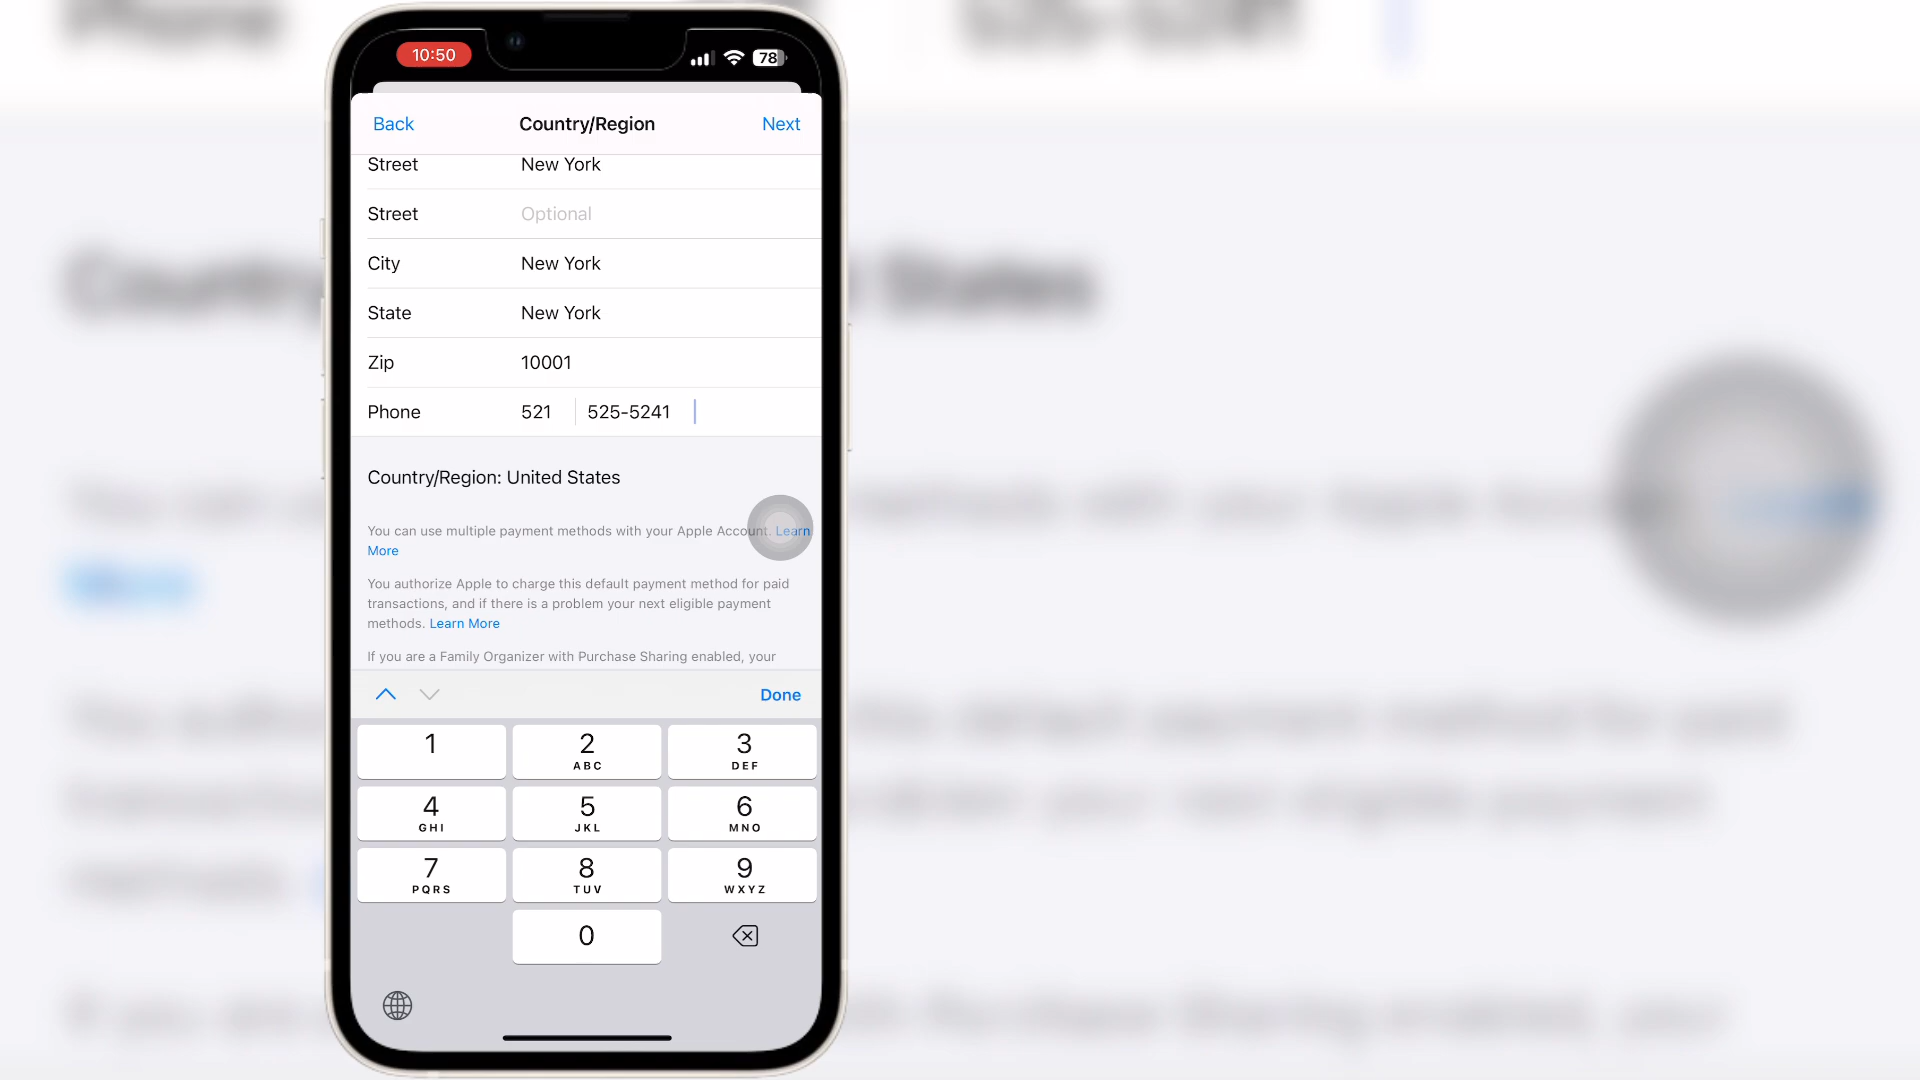 Phone 525-5241
10:50 78
Back Country/Region Next
Street New York
Street Optional
City New York
State New York
Zip 10001
Phone 521 525-5241
Country/Region: United States
You can use multiple payment methods with your Apple Account. Learn
More
You authorize Apple to charge this default payment method for paid
transactions, and if there is a problem your next eligible payment
methods. Learn More
If you are a Family Organizer with Purchase Sharing enabled, your
Done
1
2 ABC
3 DEF
4 GHI
5 JKL
6 MNO
7 PQRS
8 TUV
9 WXYZ
0